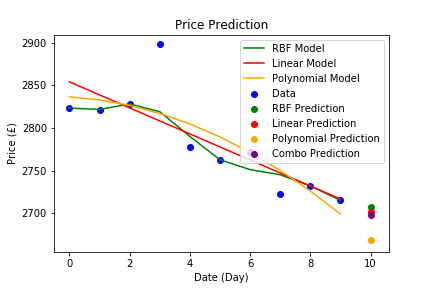 Price Prediction
2900
2850
2800
2750
2700
Price (£)
0
2
4
6
8
10
Date (Day)
RBF Model
Linear Model
Polynomial Model
Data
RBF Prediction
Linear Prediction
Polynomial Prediction
Combo Prediction